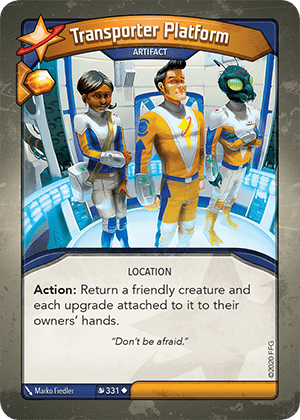 Transporter Platform
ARTIFACT
LOCATION
Action: Return a friendly creature and
each upgrade attached to it to their
owners’ hands.
“Don’t be afraid.”
©2020 FFG
Marko Fiedler
331